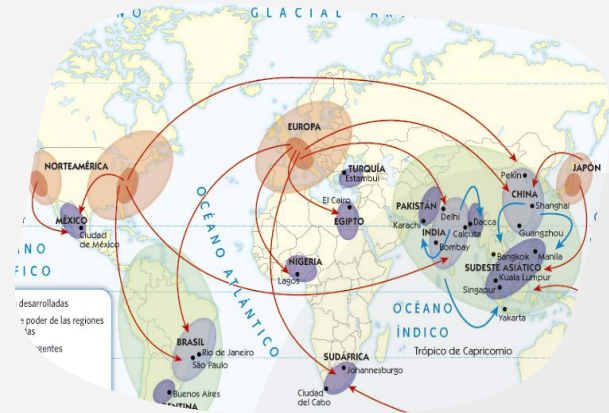 GLACIAL
EUROPA
NORTEAMÉRICA
TURQUÍA
Estambul
JAPÓN
Pekín
CHINA
Shanghai
El Cairo
PAKISTÁN
Delhi
EGIPTO
MÉXICO
Ciudad
de México
Karachi
Dacca
INDIA
Calcuta
Guangzhou
Bombay
OCÉANO ATLÁNTICO
NIGERIA
Lagos
Bangkok
Manila
SUDESTE ASIÁTICO
Kuala Lumpur
Singapur
OCÉANO
ÍNDICO
Yakarta
desarrolladas
poder de las regiones
BRASIL
Rio de Janeiro
São Paulo
SUDÁFRICA
Johannesburgo
Trópico de Capricornio
Buenos Aires
Ciudad
del Cabo